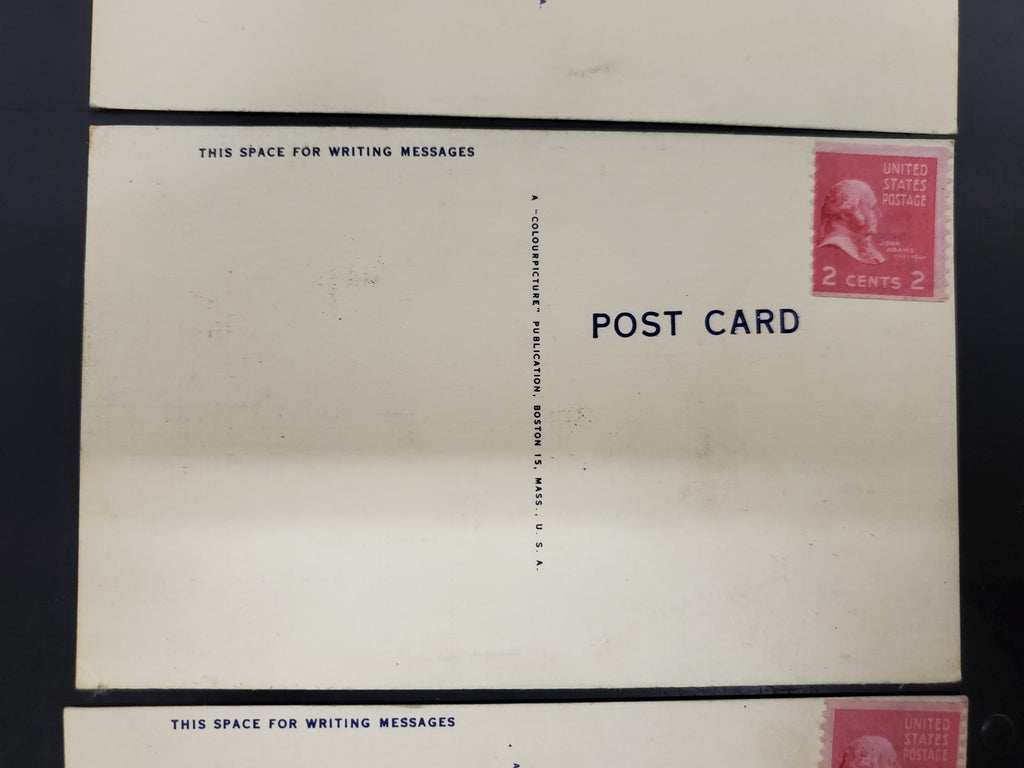 THIS SPACE FOR WRITING MESSAGES
UNITED
STATES
POSTAGE
JOHN
ADAMS
2 CENTS 2
A "COLOURPICTURE" PUBLICATION, BOSTON 15, MASS., U. S. A.
POST CARD
THIS SPACE FOR WRITING MESSAGES
A
UNITED
STATES
POSTAGE